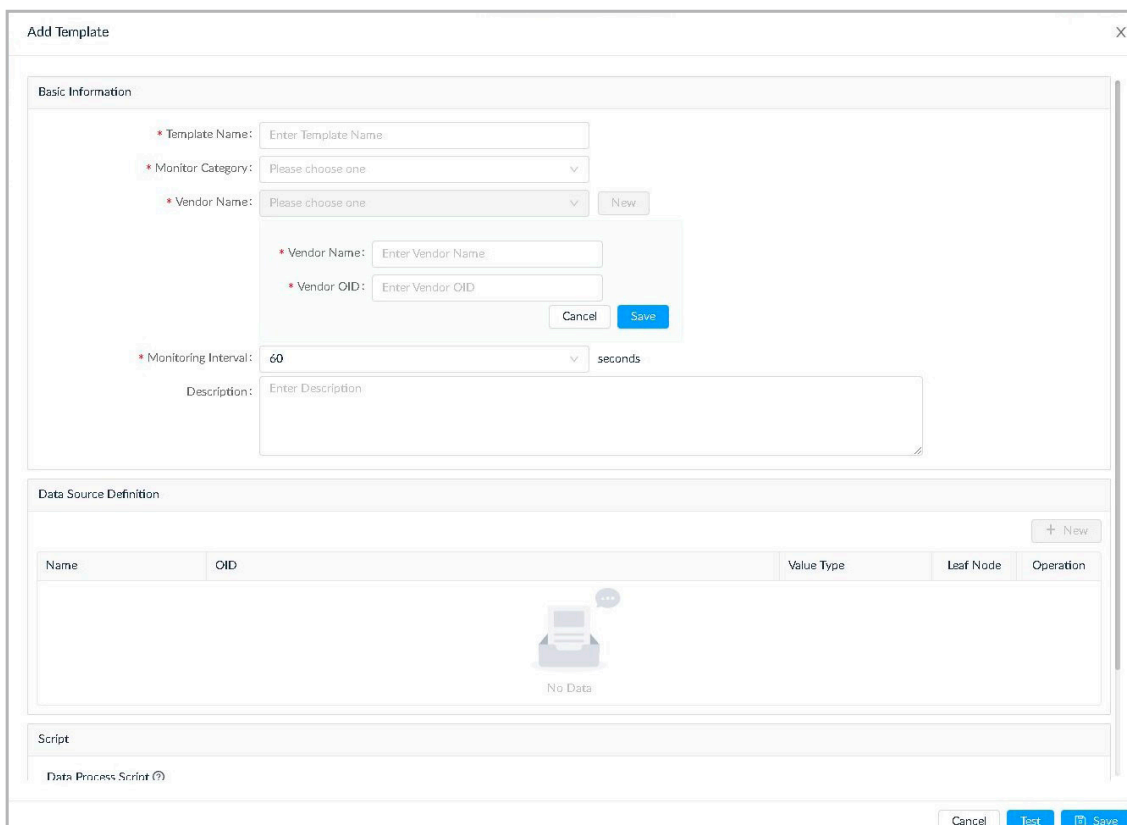 Add Template
Basic Information
* Template Name: Enter Template Name
* Monitor Category: Please choose one
* Vendor Name: Please choose one New
* Vendor Name: Enter Vendor Name
* Vendor OID: Enter Vendor OID
Cancel Save
* Monitoring Interval: 60 seconds
Description: Enter Description
Data Source Definition
+ New
Name OID Value Type Leaf Node Operation
No Data
Script
Data Process Script
Cancel Test Save